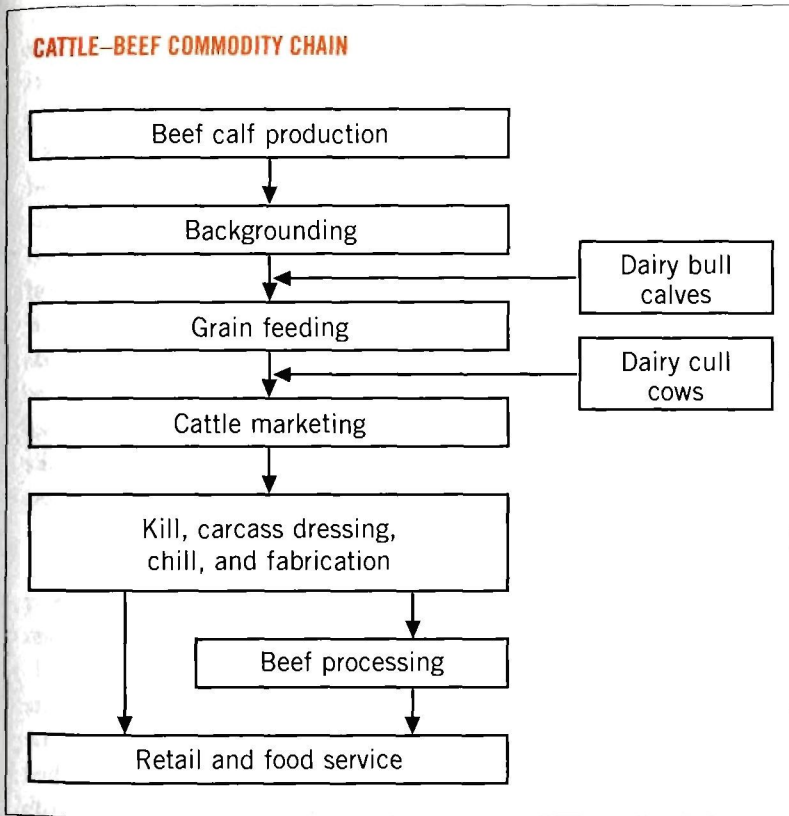 CATTLE–BEEF COMMODITY CHAIN
Beef calf production
Backgrounding
Dairy bull
calves
Grain feeding
Dairy cull
cows
Cattle marketing
Kill, carcass dressing,
chill, and fabrication
Beef processing
Retail and food service